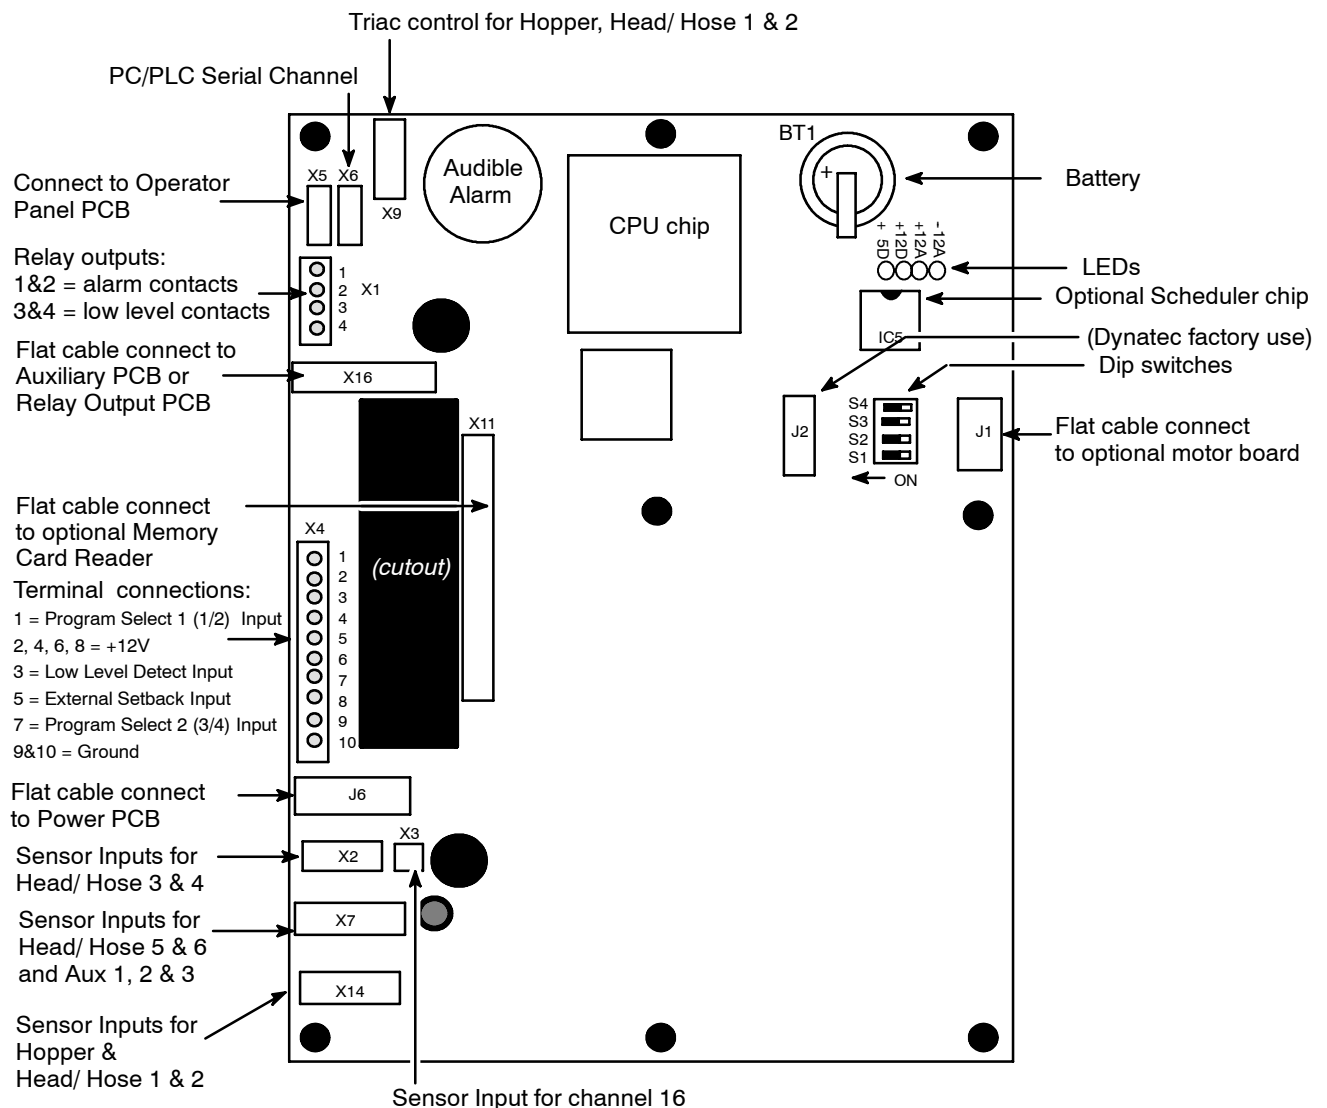 Triac control for Hopper, Head/ Hose 1 & 2
PC/PLC Serial Channel
Connect to Operator
Panel PCB
X5
X6
X9
Audible
Alarm
CPU chip
BT1
+
Battery
Relay outputs:
1&2 = alarm contacts
3&4 = low level contacts
1
2
3
4
X1
+ 5D
+12D
+12A
-12A
LEDs
Optional Scheduler chip
IC5
(Dynatec factory use)
Dip switches
Flat cable connect to
Auxiliary PCB or
Relay Output PCB
X16
X11
J2
S4
S3
S2
S1
ON
J1
Flat cable connect
to optional motor board
Flat cable connect
to optional Memory
Card Reader
X4
(cutout)
Terminal connections:
1 = Program Select 1 (1/2) Input
2, 4, 6, 8 = +12V
3 = Low Level Detect Input
5 = External Setback Input
7 = Program Select 2 (3/4) Input
9&10 = Ground
1
2
3
4
5
6
7
8
9
10
Flat cable connect
to Power PCB
J6
Sensor Inputs for
Head/ Hose 3 & 4
X2
X3
Sensor Inputs for
Head/ Hose 5 & 6
and Aux 1, 2 & 3
X7
X14
Sensor Inputs for
Hopper &
Head/ Hose 1 & 2
Sensor Input for channel 16